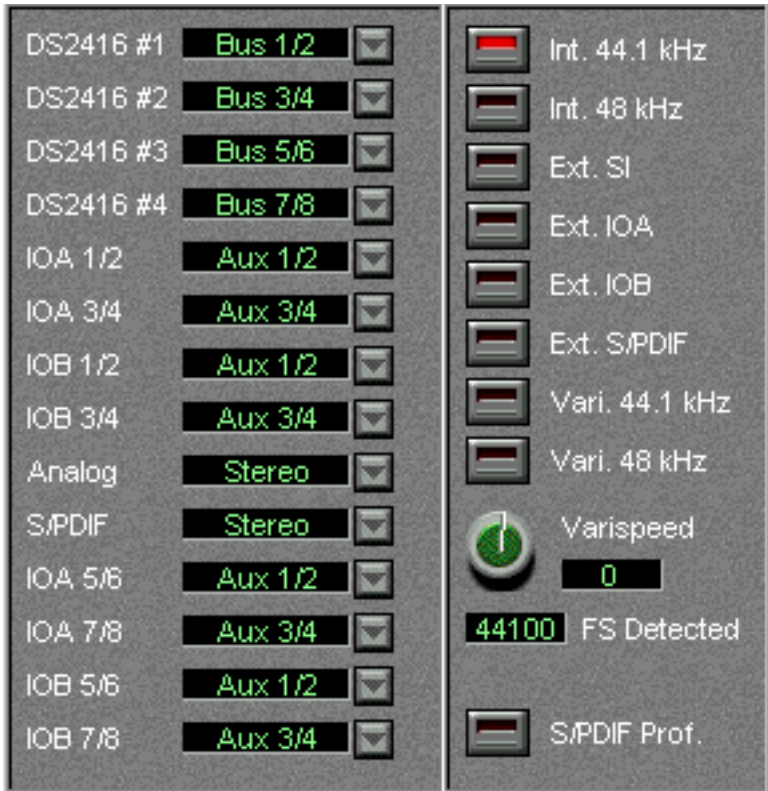 DS2416 #1 Bus 1/2
DS2416 #2 Bus 3/4
DS2416 #3 Bus 5/6
DS2416 #4 Bus 7/8
IOA 1/2 Aux 1/2
IOA 3/4 Aux 3/4
IOB 1/2 Aux 1/2
IOB 3/4 Aux 3/4
Analog Stereo
S/PDIF Stereo
IOA 5/6 Aux 1/2
IOA 7/8 Aux 3/4
IOB 5/6 Aux 1/2
IOB 7/8 Aux 3/4
Int. 44.1 kHz
Int. 48 kHz
Ext. SI
Ext. IOA
Ext. IOB
Ext. S/PDIF
Vari. 44.1 kHz
Vari. 48 kHz
Varispeed
0
44100 FS Detected
S/PDIF Prof.